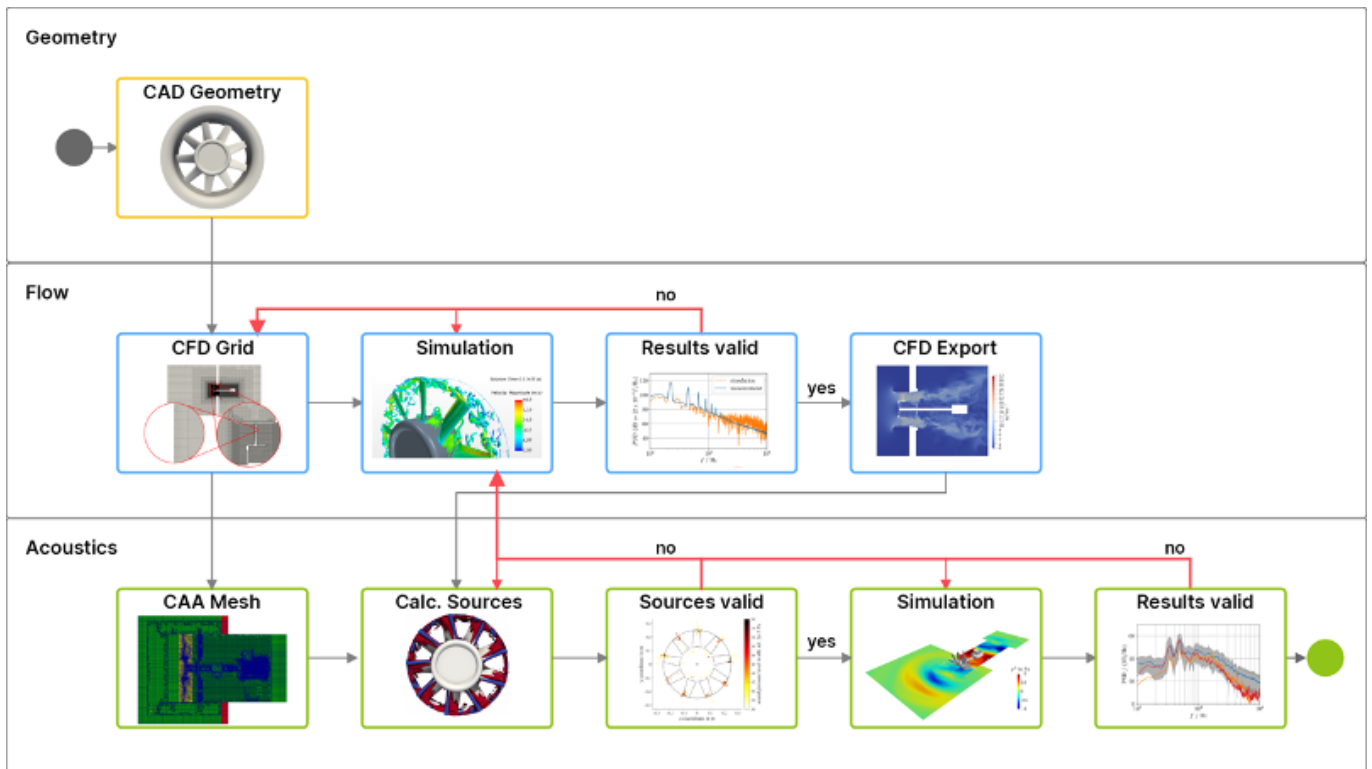 Geometry
CAD Geometry
Flow
no
CFD Grid
Simulation
Results valid
yes
CFD Export
Acoustics
no
no
CAA Mesh
Calc. Sources
Sources valid
yes
Simulation
Results valid